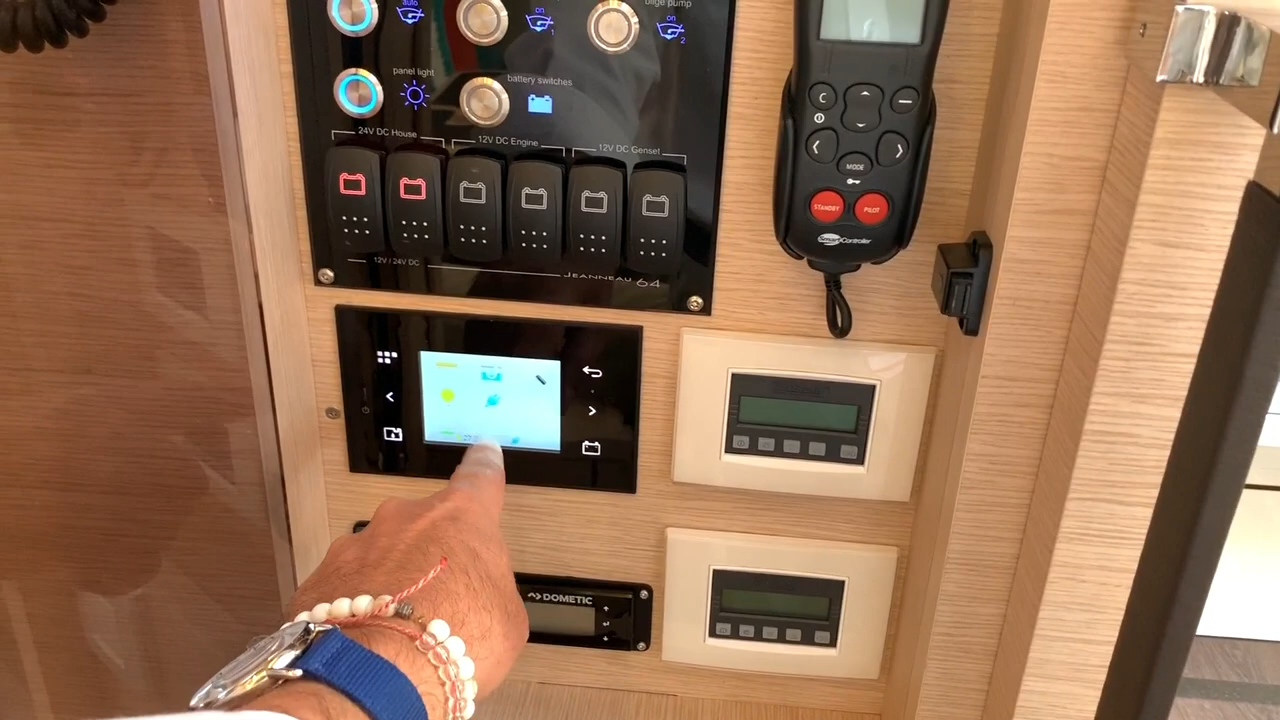 auto
on
1
on
bilge pump
2
panel light
battery switches
24V DC House
12V DC Engine
12V DC Genset
12V / 24V DC
JEANNEAU 64
C
MODE
STANDBY
PILOT
SmartController
DOMETIC